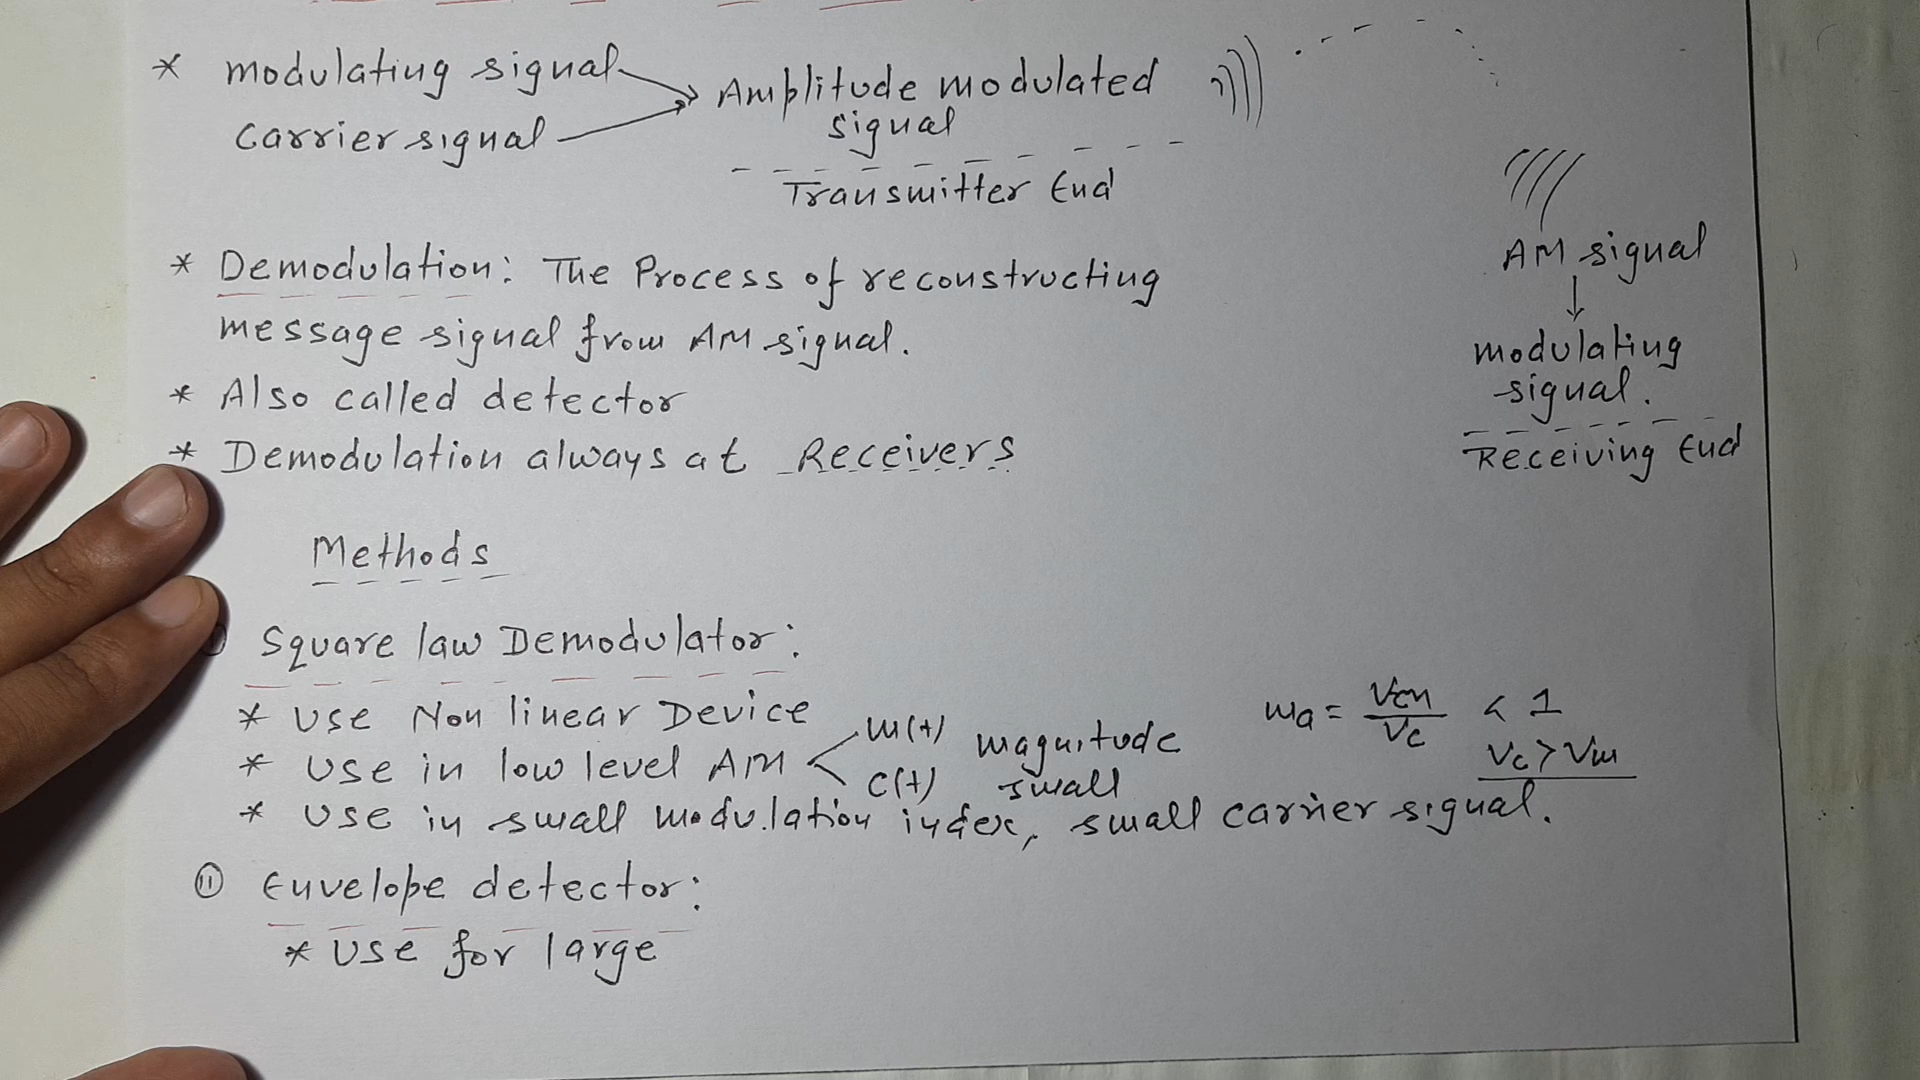 * modulating signal
Carrier signal
Amplitude modulated
signal
Transmitter End
* Demodulation: The Process of reconstructing
message signal from AM signal.
* Also called detector
* Demodulation always at Receivers
AM signal
↓
modulating
signal.
Receiving End
Methods
Square law Demodulator:
* Use Non linear Device
* Use in low level AM < m(t) c(t) magnitude small
ma = Vm/Vc < 1
Vc > Vm
* Use in small modulation index, small carrier signal.
(ii) Envelope detector:
* Use for large